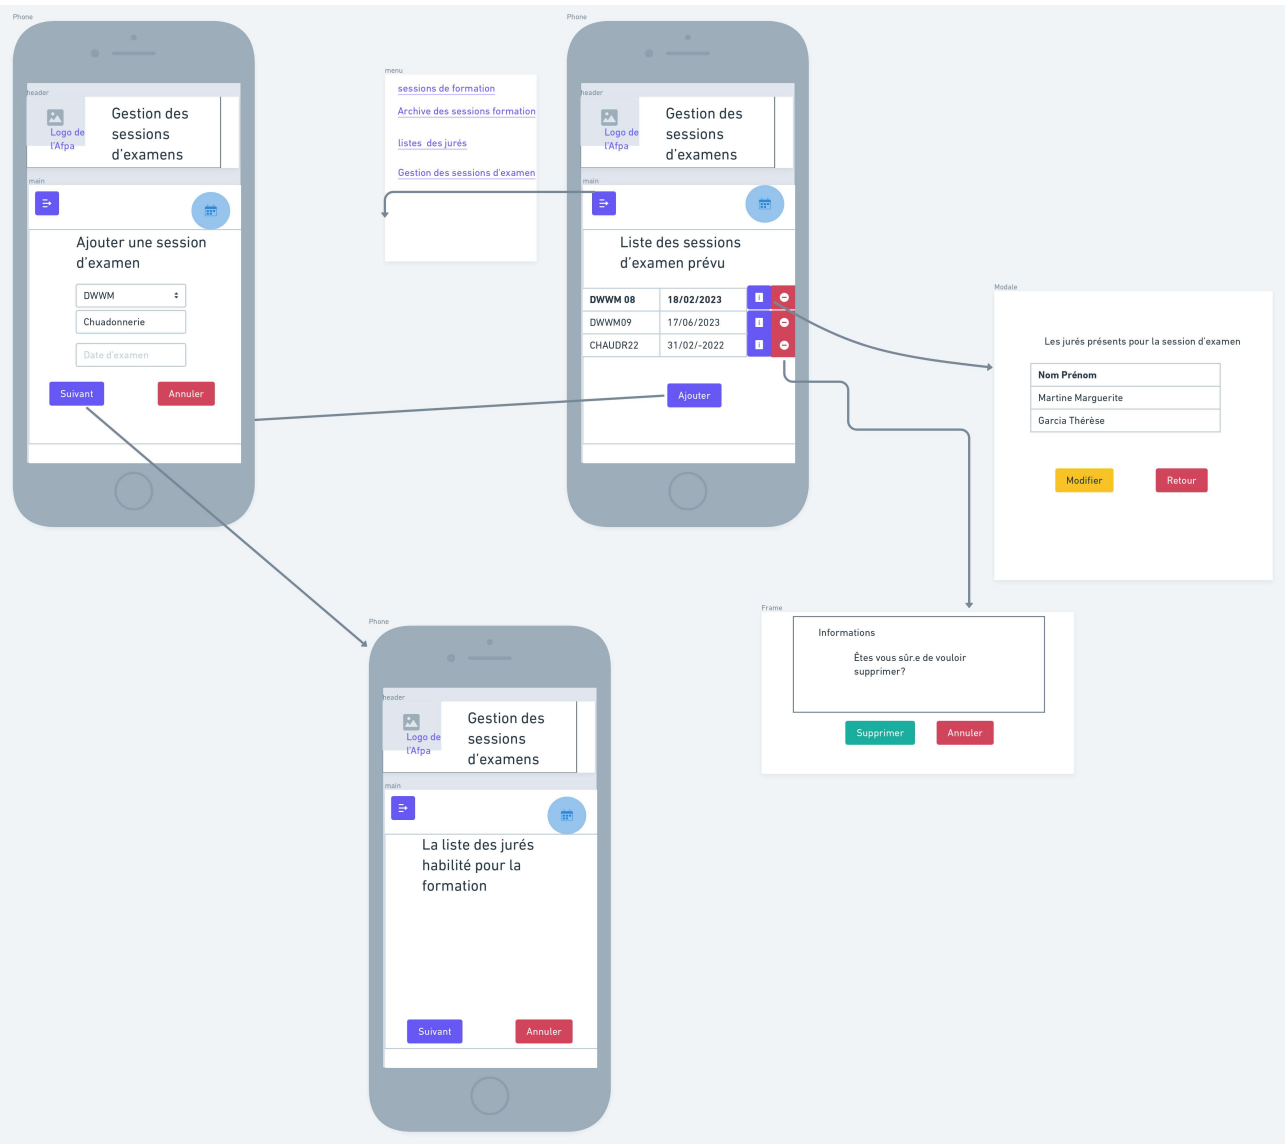 Phone
header
Logo de
l'Afpa
Gestion des
sessions
d'examens
main
Ajouter une session
d'examen
DWWM
Chuadonnerie
Date d'examen
Suivant
Annuler
menu
sessions de formation
Archive des sessions formation
listes des jurés
Gestion des sessions d'examen
Phone
header
Logo de
l'Afpa
Gestion des
sessions
d'examens
main
Liste des sessions
d'examen prévu
DWWM 08 18/02/2023
DWWM09 17/06/2023
CHAUDR22 31/02/-2022
Ajouter
Modale
Les jurés présents pour la session d'examen
Nom Prénom
Martine Marguerite
Garcia Thérèse
Modifier
Retour
Frame
Informations
Êtes vous sûr.e de vouloir
supprimer?
Supprimer
Annuler
Phone
header
Logo de
l'Afpa
Gestion des
sessions
d'examens
main
La liste des jurés
habilité pour la
formation
Suivant
Annuler